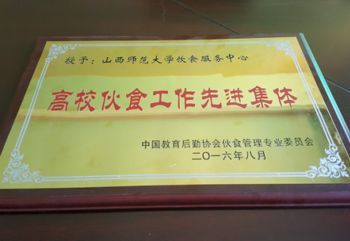 授予：山西师范大学饮食服务中心
高校伙食工作先进集体
中国教育后勤协会伙食管理专业委员会
二〇一六年八月